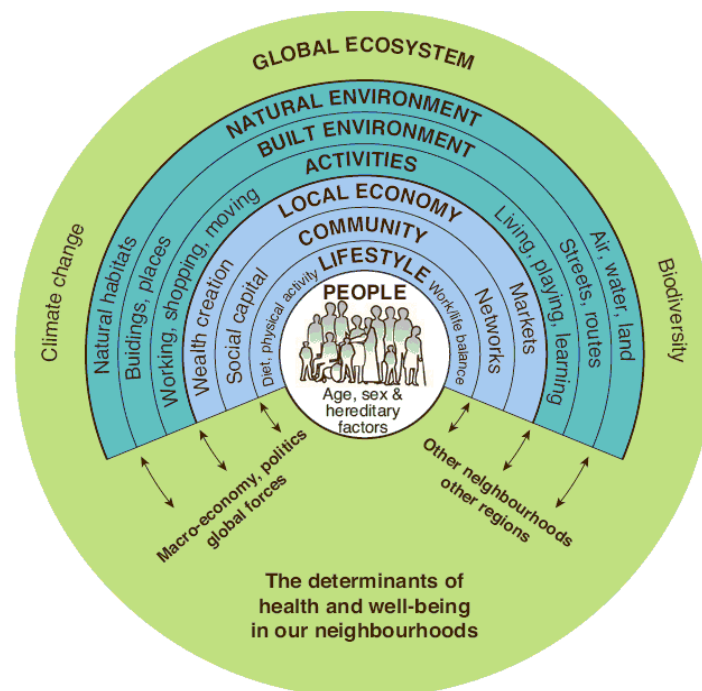 GLOBAL ECOSYSTEM
NATURAL ENVIRONMENT
BUILT ENVIRONMENT
ACTIVITIES
LOCAL ECONOMY
COMMUNITY
LIFESTYLE
PEOPLE
Age, sex &
hereditary
factors
Climate change
Natural habitats
Buidings, places
Working, shopping, moving
Wealth creation
Social capital
Diet, physical activity
Work/life balance
Networks
Markets
Living, playing, learning
Streets, routes
Air, water, land
Biodiversity
Macro-economy, politics
global forces
Other neighbourhoods
other regions
The determinants of
health and well-being
in our neighbourhoods